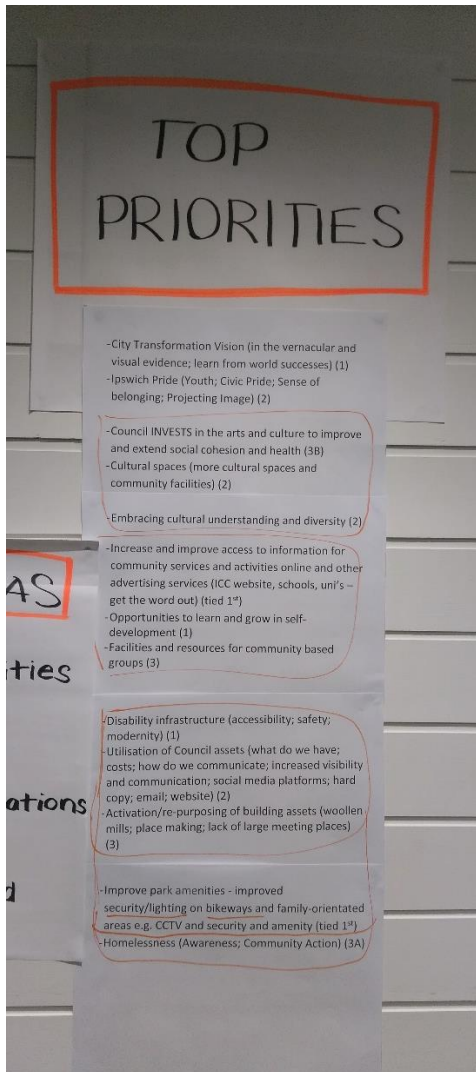 TOP
PRIORITIES
-City Transformation Vision (in the vernacular and
visual evidence; learn from world successes) (1)
-Ipswich Pride (Youth; Civic Pride; Sense of
belonging; Projecting Image) (2)
-Council INVESTS in the arts and culture to improve
and extend social cohesion and health (3B)
-Cultural spaces (more cultural spaces and
community facilities) (2)
-Embracing cultural understanding and diversity (2)
-Increase and improve access to information for
community services and activities online and other
advertising services (ICC website, schools, uni's –
get the word out) (tied 1st)
-Opportunities to learn and grow in self-
development (1)
-Facilities and resources for community based
groups (3)
-Disability infrastructure (accessibility; safety;
modernity) (1)
-Utilisation of Council assets (what do we have;
costs; how do we communicate; increased visibility
and communication; social media platforms; hard
copy; email; website) (2)
-Activation/re-purposing of building assets (woollen
mills; place making; lack of large meeting places)
(3)
-Improve park amenities - improved
security/lighting on bikeways and family-orientated
areas e.g. CCTV and security and amenity (tied 1st)
-Homelessness (Awareness; Community Action) (3A)
AS
ties
ations
d